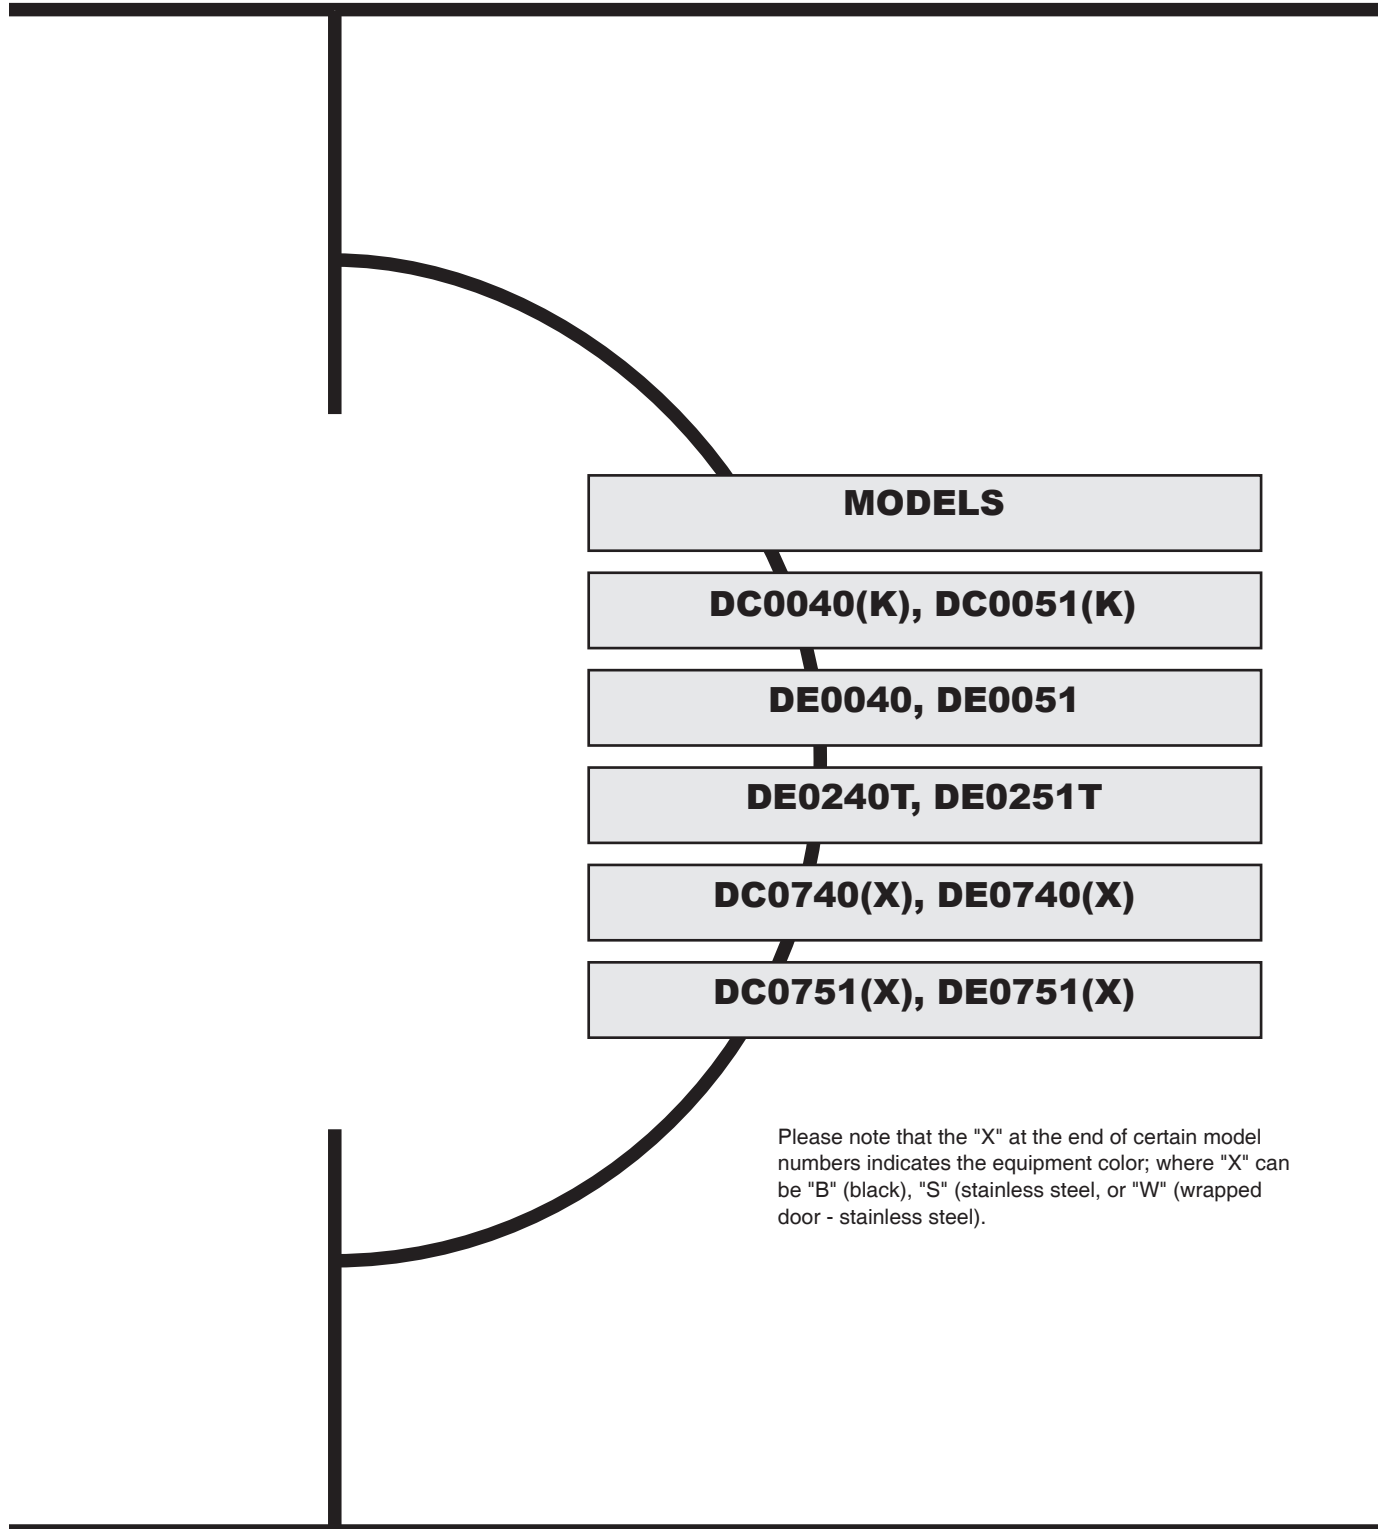 MODELS
DC0040(K), DC0051(K)
DE0040, DE0051
DE0240T, DE0251T
DC0740(X), DE0740(X)
DC0751(X), DE0751(X)
Please note that the "X" at the end of certain model
numbers indicates the equipment color; where "X" can
be "B" (black), "S" (stainless steel, or "W" (wrapped
door - stainless steel).